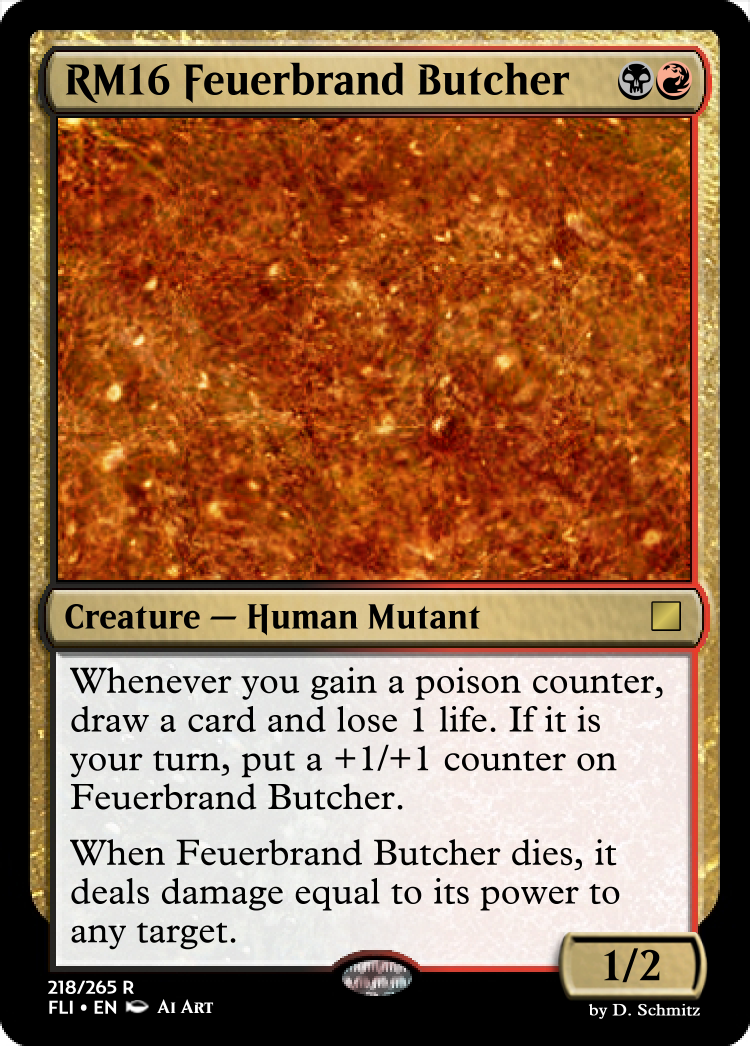 RM16 Feuerbrand Butcher
Creature — Human Mutant
Whenever you gain a poison counter,
draw a card and lose 1 life. If it is
your turn, put a +1/+1 counter on
Feuerbrand Butcher.
When Feuerbrand Butcher dies, it
deals damage equal to its power to
any target.
1/2
218/265 R
FLI • EN AI ART
by D. Schmitz